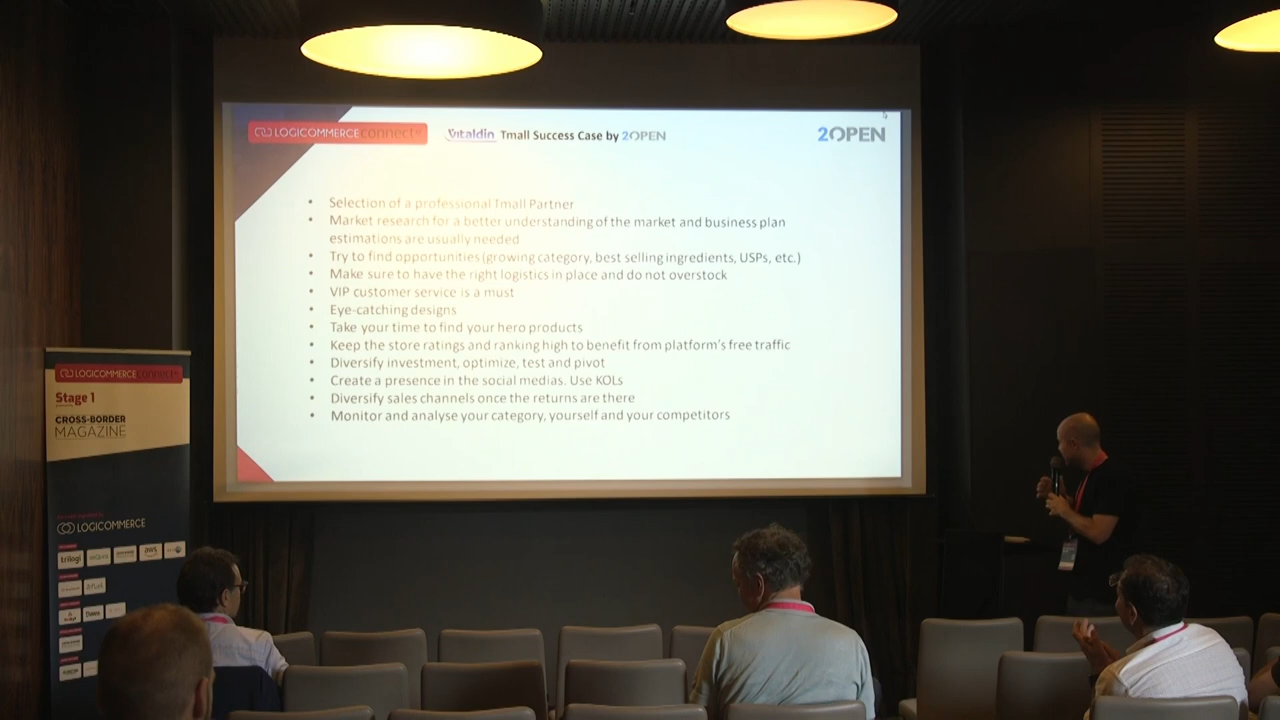 LOGICOMMERCE connect
Vitaldin Tmall Success Case by 2OPEN
2OPEN
• Selection of a professional Tmall Partner
• Market research for a better understanding of the market and business plan
estimations are usually needed
• Try to find opportunities (growing category, best selling ingredients, USPs, etc.)
• Make sure to have the right logistics in place and do not overstock
• VIP customer service is a must
• Eye-catching designs
• Take your time to find your hero products
• Keep the store ratings and ranking high to benefit from platform's free traffic
• Diversify investment, optimize, test and pivot
• Create a presence in the social medias. Use KOLs
• Diversify sales channels once the returns are there
• Monitor and analyse your category, yourself and your competitors
LOGICOMMERCE connect
Stage 1
CROSS-BORDER
MAGAZINE
LOGICOMMERCE
trilogi
aws